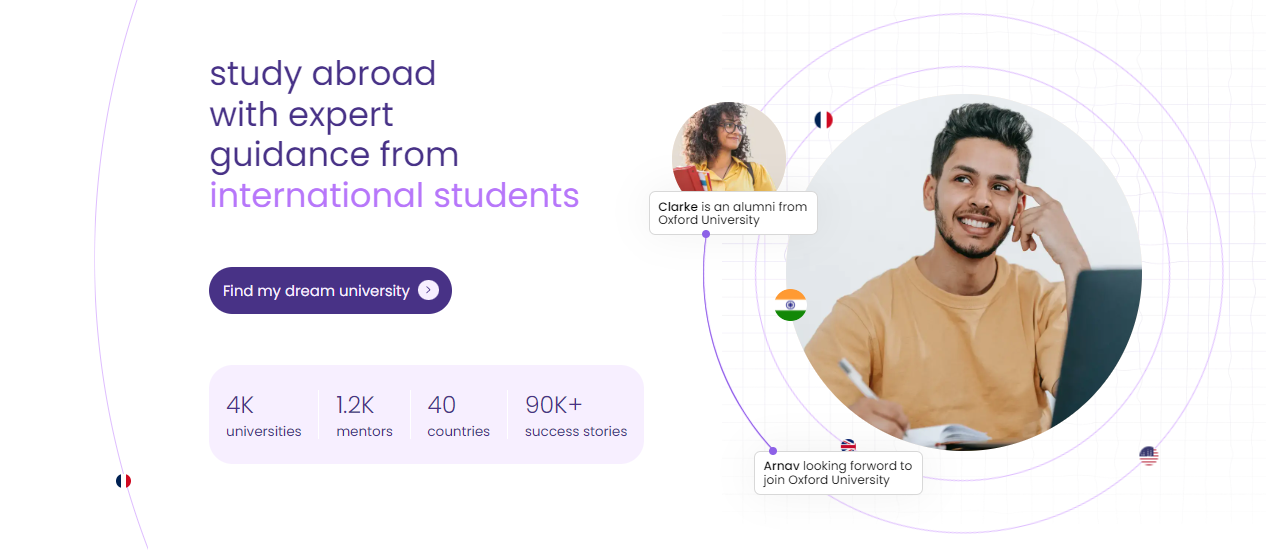 study abroad
with expert
guidance from
international students
Find my dream university
4K
universities
1.2K
mentors
40
countries
90K+
success stories
Clarke is an alumni from
Oxford University
Arnav looking forword to
join Oxford University